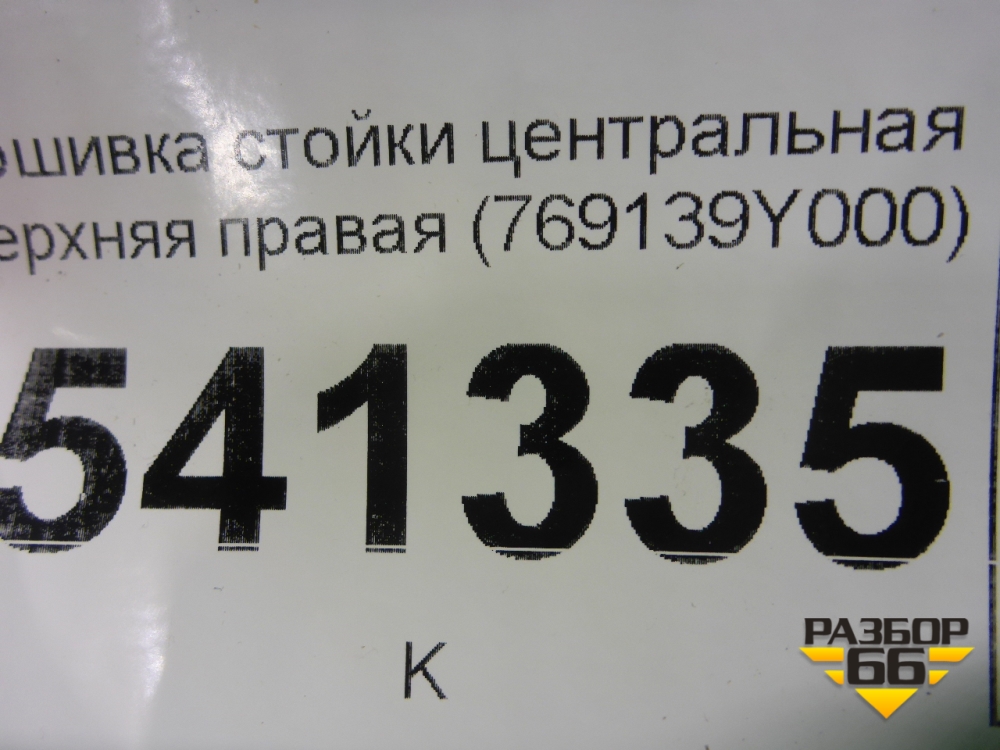 ошивка стойки центральная
ерхняя правая (769139Y000)
541335
К
РАЗБОР
66